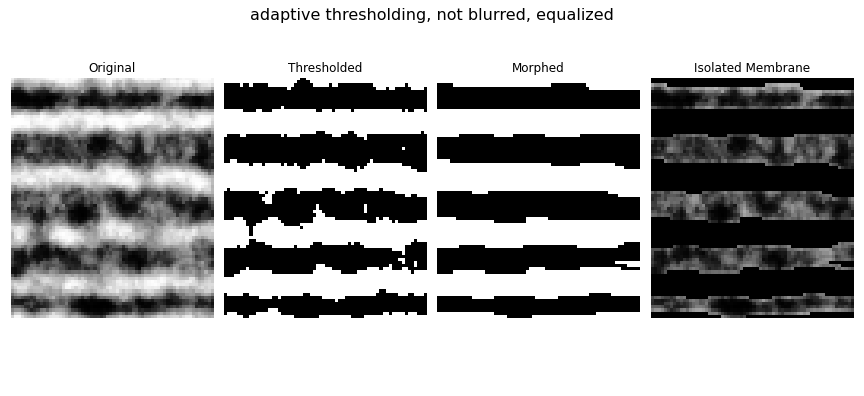 adaptive thresholding, not blurred, equalized
Original
Thresholded
Morphed
Isolated Membrane